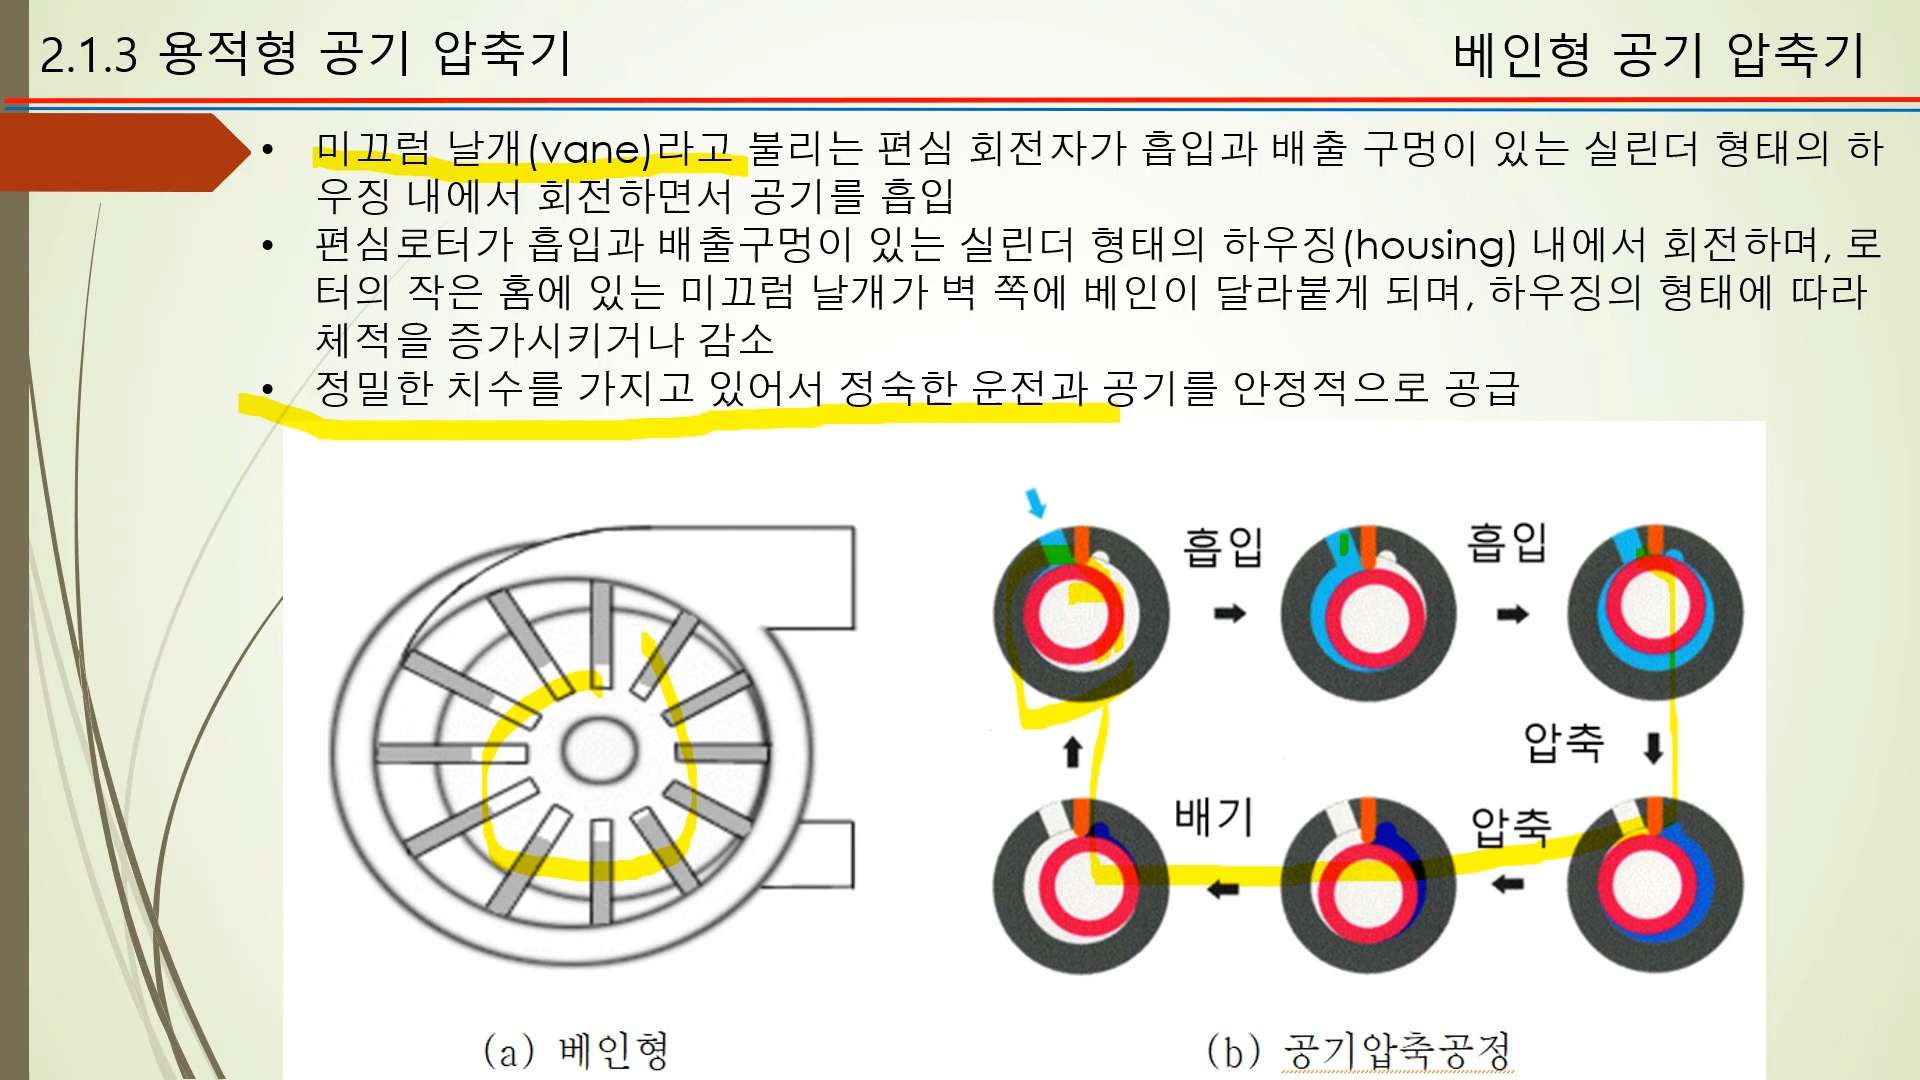 2.1.3 용적형 공기 압축기
베인형 공기 압축기
• 미끄럼 날개(vane)라고 불리는 편심 회전자가 흡입과 배출 구멍이 있는 실린더 형태의 하
우징 내에서 회전하면서 공기를 흡입
• 편심로터가 흡입과 배출구멍이 있는 실린더 형태의 하우징(housing) 내에서 회전하며, 로
터의 작은 홈에 있는 미끄럼 날개가 벽 쪽에 베인이 달라붙게 되며, 하우징의 형태에 따라
체적을 증가시키거나 감소
• 정밀한 치수를 가지고 있어서 정숙한 운전과 공기를 안정적으로 공급
흡입
흡입
압축
배기
압축
(a) 베인형
(b) 공기압축공정